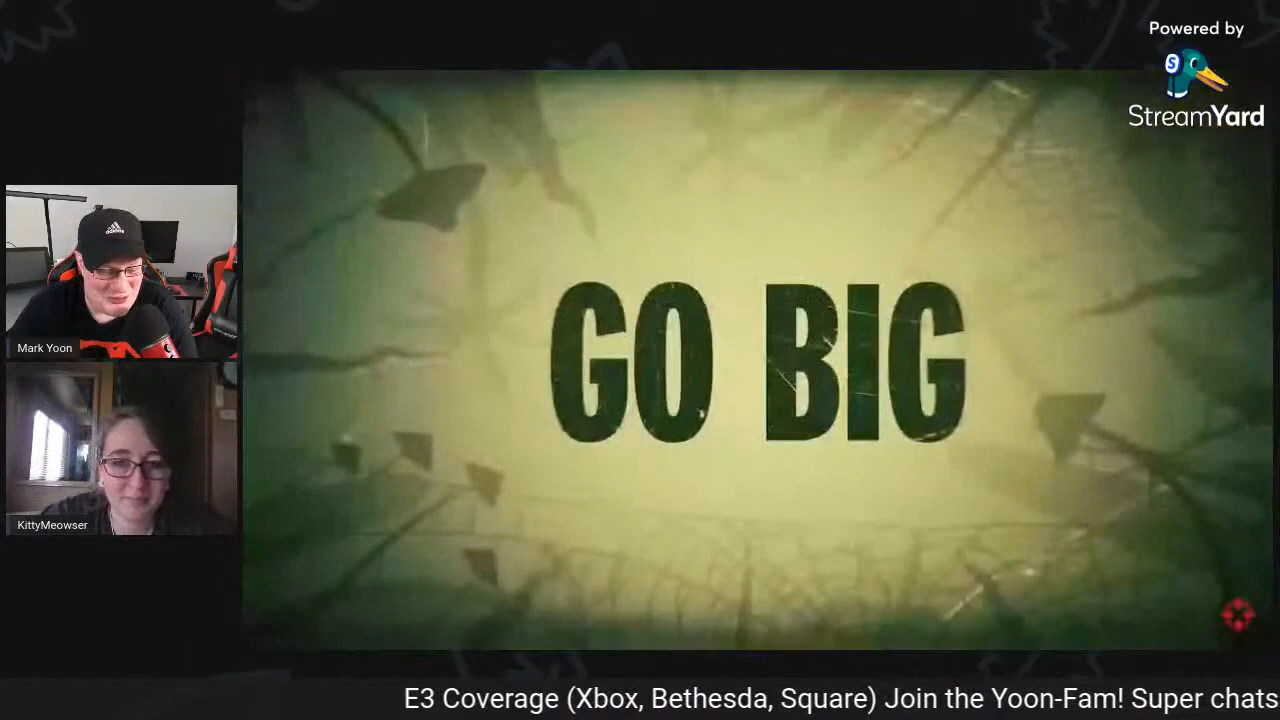 Powered by
S
StreamYard
adidas
Mark Yoon
KittyMeowser
GO BIG
E3 Coverage (Xbox, Bethesda, Square) Join the Yoon-Fam! Super chats